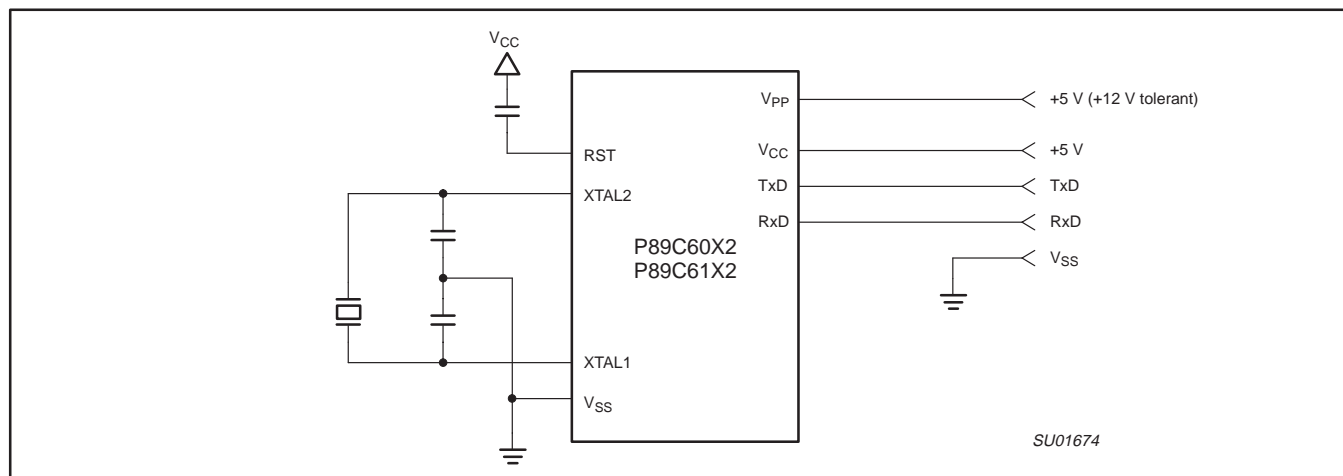 VCC
RST
XTAL2
XTAL1
VSS
P89C60X2
P89C61X2
VPP
VCC
TxD
RxD
+5 V (+12 V tolerant)
+5 V
TxD
RxD
VSS
SU01674